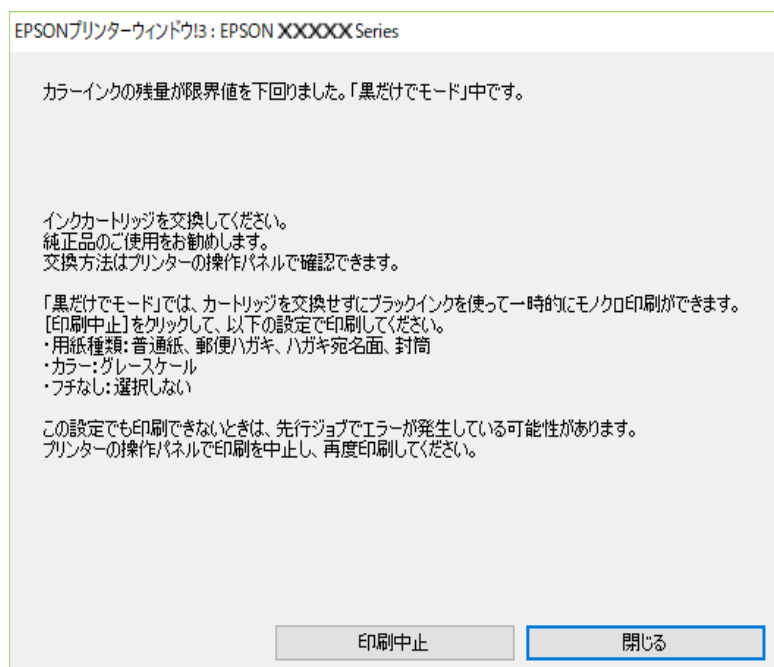 EPSONプリンターウィンドウ!3 : EPSON XXXXX Series
カラーインクの残量が限界値を下回りました。「黒だけでモード」中です。
インクカートリッジを交換してください。
純正品のご使用をお勧めします。
交換方法はプリンターの操作パネルで確認できます。
「黒だけでモード」では、カートリッジを交換せずにブラックインクを使って一時的にモノクロ印刷ができます。
[印刷中止]をクリックして、以下の設定で印刷してください。
・用紙種類：普通紙、郵便ハガキ、ハガキ宛名面、封筒
・カラー：グレースケール
・フチなし：選択しない
この設定でも印刷できないときは、先行ジョブでエラーが発生している可能性があります。
プリンターの操作パネルで印刷を中止し、再度印刷してください。
印刷中止
閉じる